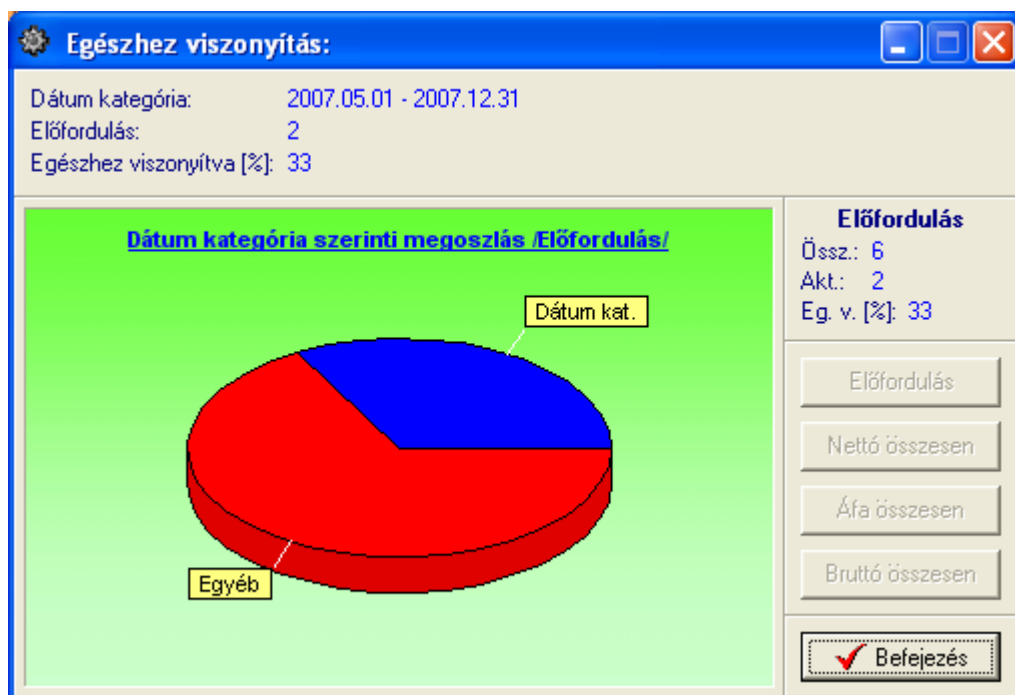 Egészhez viszonyítás:
Dátum kategória: 2007.05.01 - 2007.12.31
Előfordulás: 2
Egészhez viszonyítva [%]: 33
Dátum kategória szerinti megoszlás /Előfordulás/
Dátum kat.
Egyéb
Előfordulás
Össz.: 6
Akt.: 2
Eg. v. [%]: 33
Előfordulás
Nettó összesen
Áfa összesen
Bruttó összesen
Befejezés